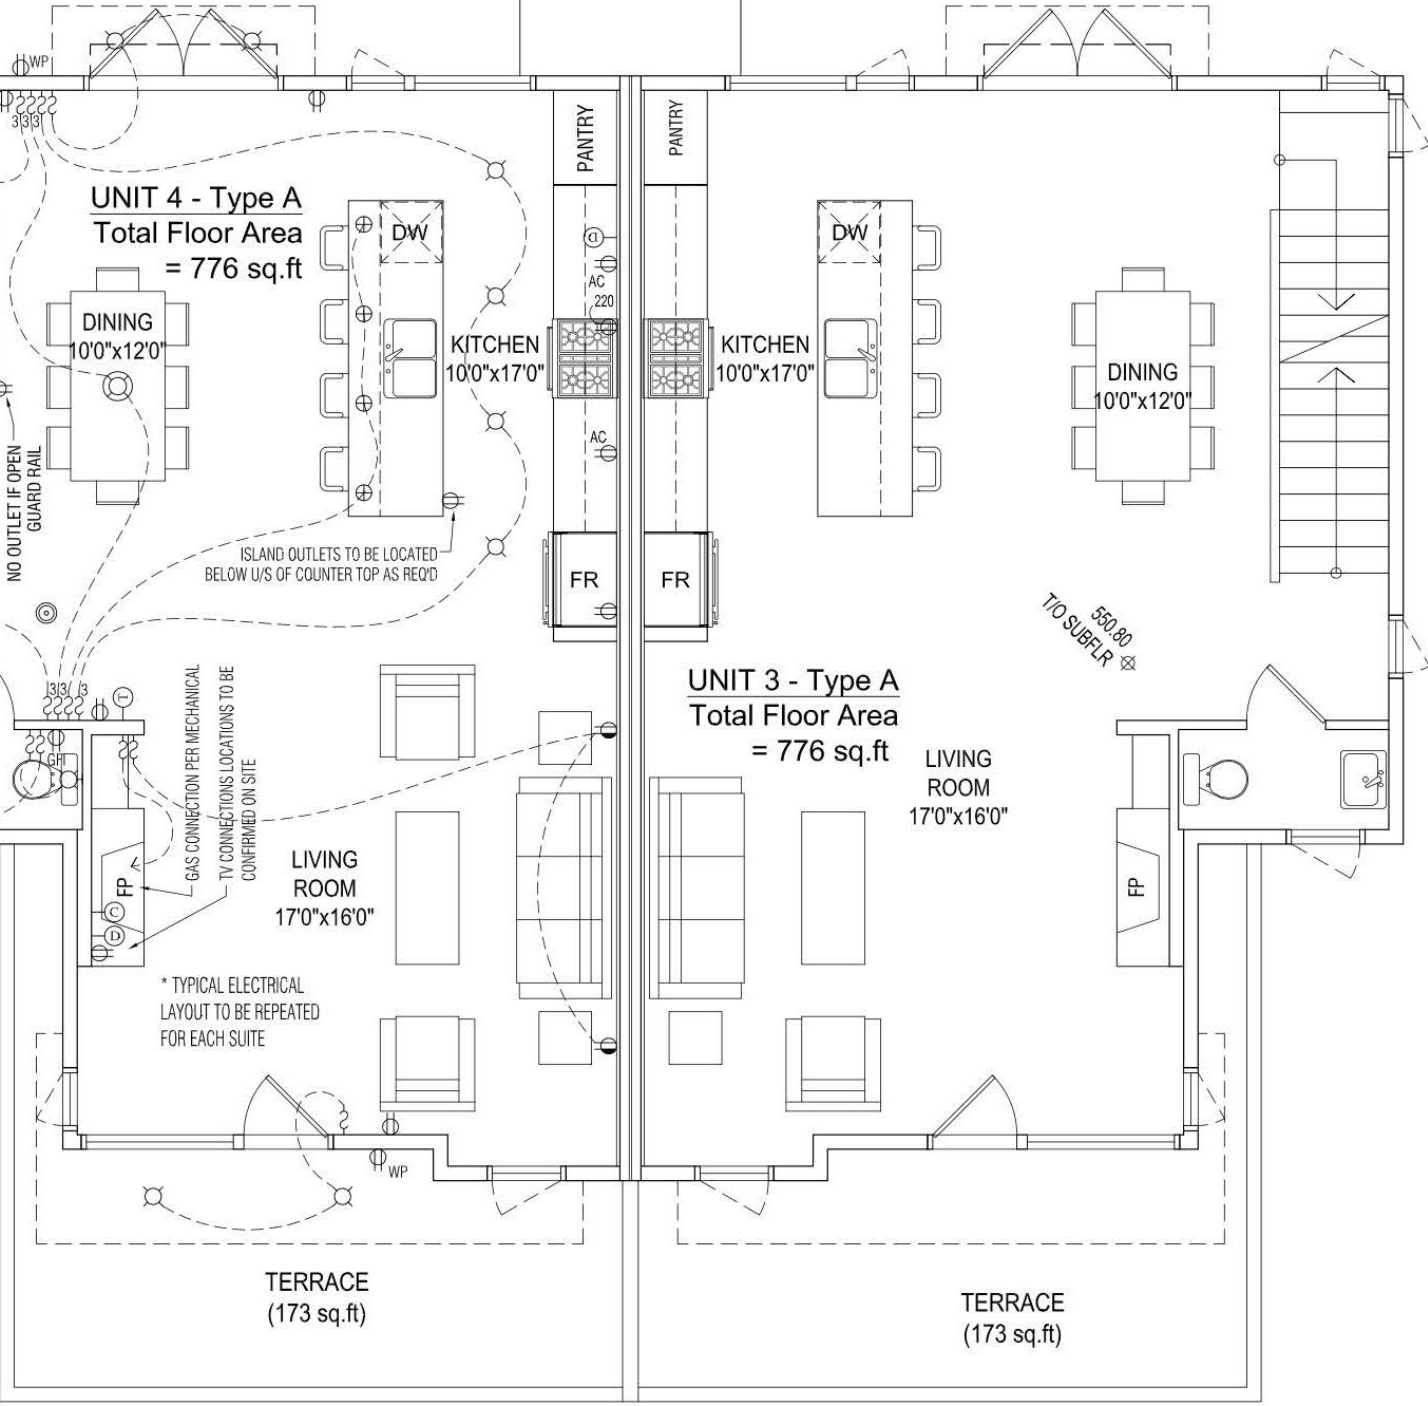 WP
333
UNIT 4 - Type A
Total Floor Area
= 776 sq.ft
DINING
10'0"x12'0"
NO OUTLET IF OPEN
GUARD RAIL
DW
KITCHEN
10'0"x17'0"
PANTRY
AC
220
AC
FR
ISLAND OUTLETS TO BE LOCATED
BELOW U/S OF COUNTER TOP AS REQ'D
33 3
T
GFI
GAS CONNECTION PER MECHANICAL
TV CONNECTIONS LOCATIONS TO BE
CONFIRMED ON SITE
FP
C
D
LIVING
ROOM
17'0"x16'0"
* TYPICAL ELECTRICAL
LAYOUT TO BE REPEATED
FOR EACH SUITE
WP
TERRACE
(173 sq.ft)
PANTRY
KITCHEN
10'0"x17'0"
DW
DINING
10'0"x12'0"
FR
550.80
T/O SUBFLR
UNIT 3 - Type A
Total Floor Area
= 776 sq.ft
LIVING
ROOM
17'0"x16'0"
FP
TERRACE
(173 sq.ft)